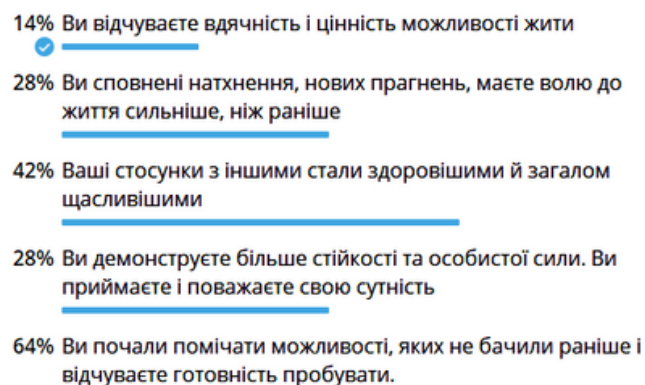 14% Ви відчуваєте вдячність і цінність можливості жити
28% Ви сповнені натхнення, нових прагнень, маєте волю до
життя сильніше, ніж раніше
42% Ваші стосунки з іншими стали здоровішими й загалом
щасливішими
28% Ви демонструєте більше стійкості та особистої сили. Ви
приймаєте і поважаєте свою сутність
64% Ви почали помічати можливості, яких не бачили раніше і
відчуваєте готовність пробувати.